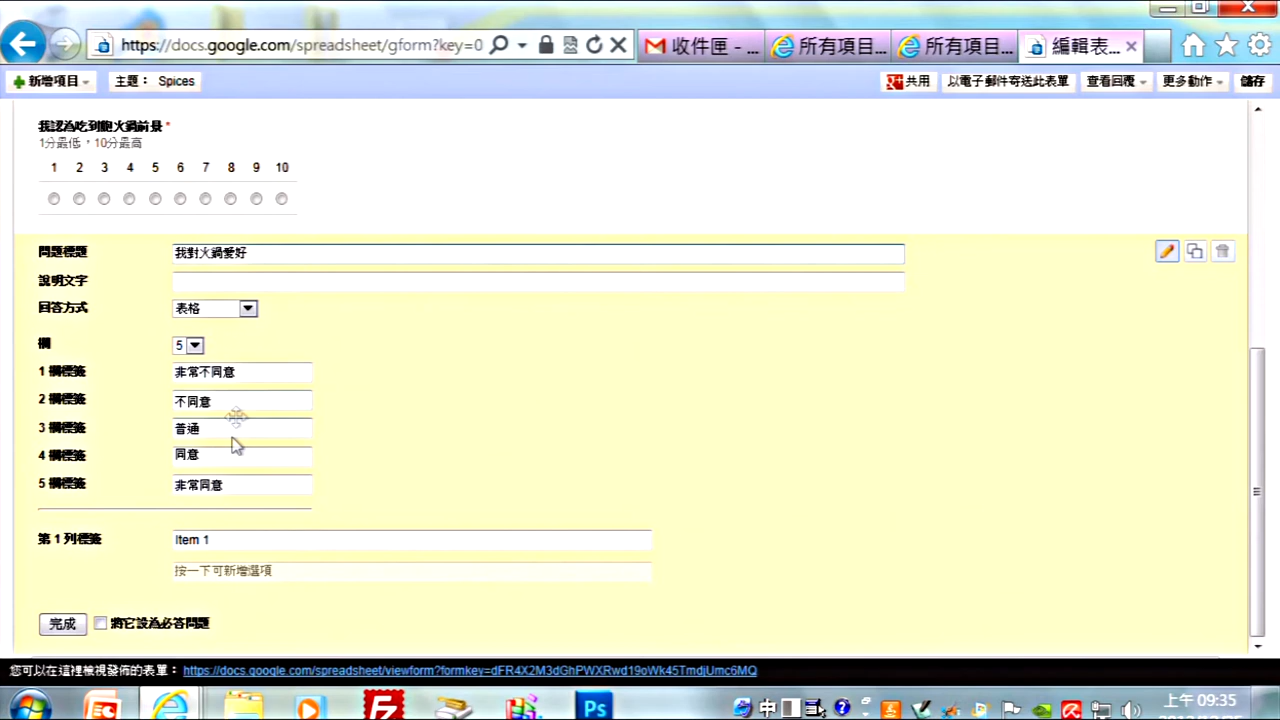 https://docs.google.com/spreadsheet/gform?key=0
收件匣 - ...
所有項目...
所有項目...
編輯表...
新增項目
主題： Spices
共用
以電子郵件寄送此表單
查看回覆
更多動作
儲存
我認為吃到飽火鍋前景 *
1分最低，10分最高
1 2 3 4 5 6 7 8 9 10
問題標題 我對火鍋愛好
說明文字
回答方式 表格
欄 5
1 欄標籤 非常不同意
2 欄標籤 不同意
3 欄標籤 普通
4 欄標籤 同意
5 欄標籤 非常同意
第 1 列標籤 Item 1
按一下可新增選項
完成 將它設為必答問題
您可以在這裡檢視發佈的表單： https://docs.google.com/spreadsheet/viewform?formkey=dFR4X2M3dGhPWXRwd19oWk45TmdjUmc6MQ
Ps
中
上午 09:35